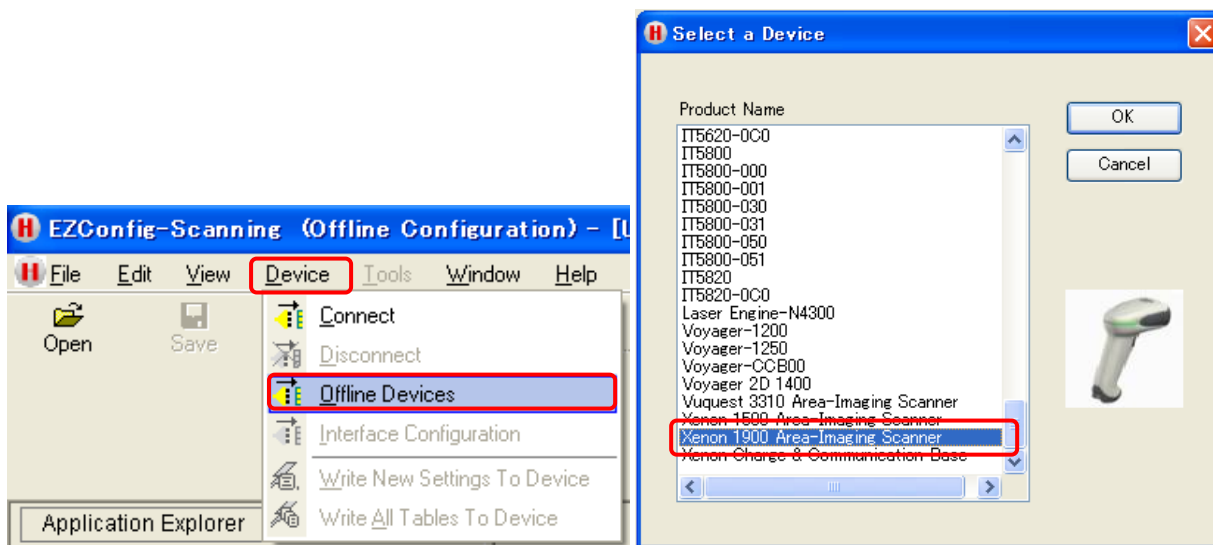 EZConfig-Scanning (Offline Configuration) - [U
File Edit View Device Tools Window Help
Open Save
Connect
Disconnect
Offline Devices
Interface Configuration
Write New Settings To Device
Write All Tables To Device
Application Explorer
Select a Device
Product Name
IT5620-0C0
IT5800
IT5800-000
IT5800-001
IT5800-030
IT5800-031
IT5800-050
IT5800-051
IT5820
IT5820-0C0
Laser Engine-N4300
Voyager-1200
Voyager-1250
Voyager-CCB00
Voyager 2D 1400
Vuquest 3310 Area-Imaging Scanner
Xenon 1500 Area-Imaging Scanner
Xenon 1900 Area-Imaging Scanner
Xenon Charge & Communication Base
OK
Cancel